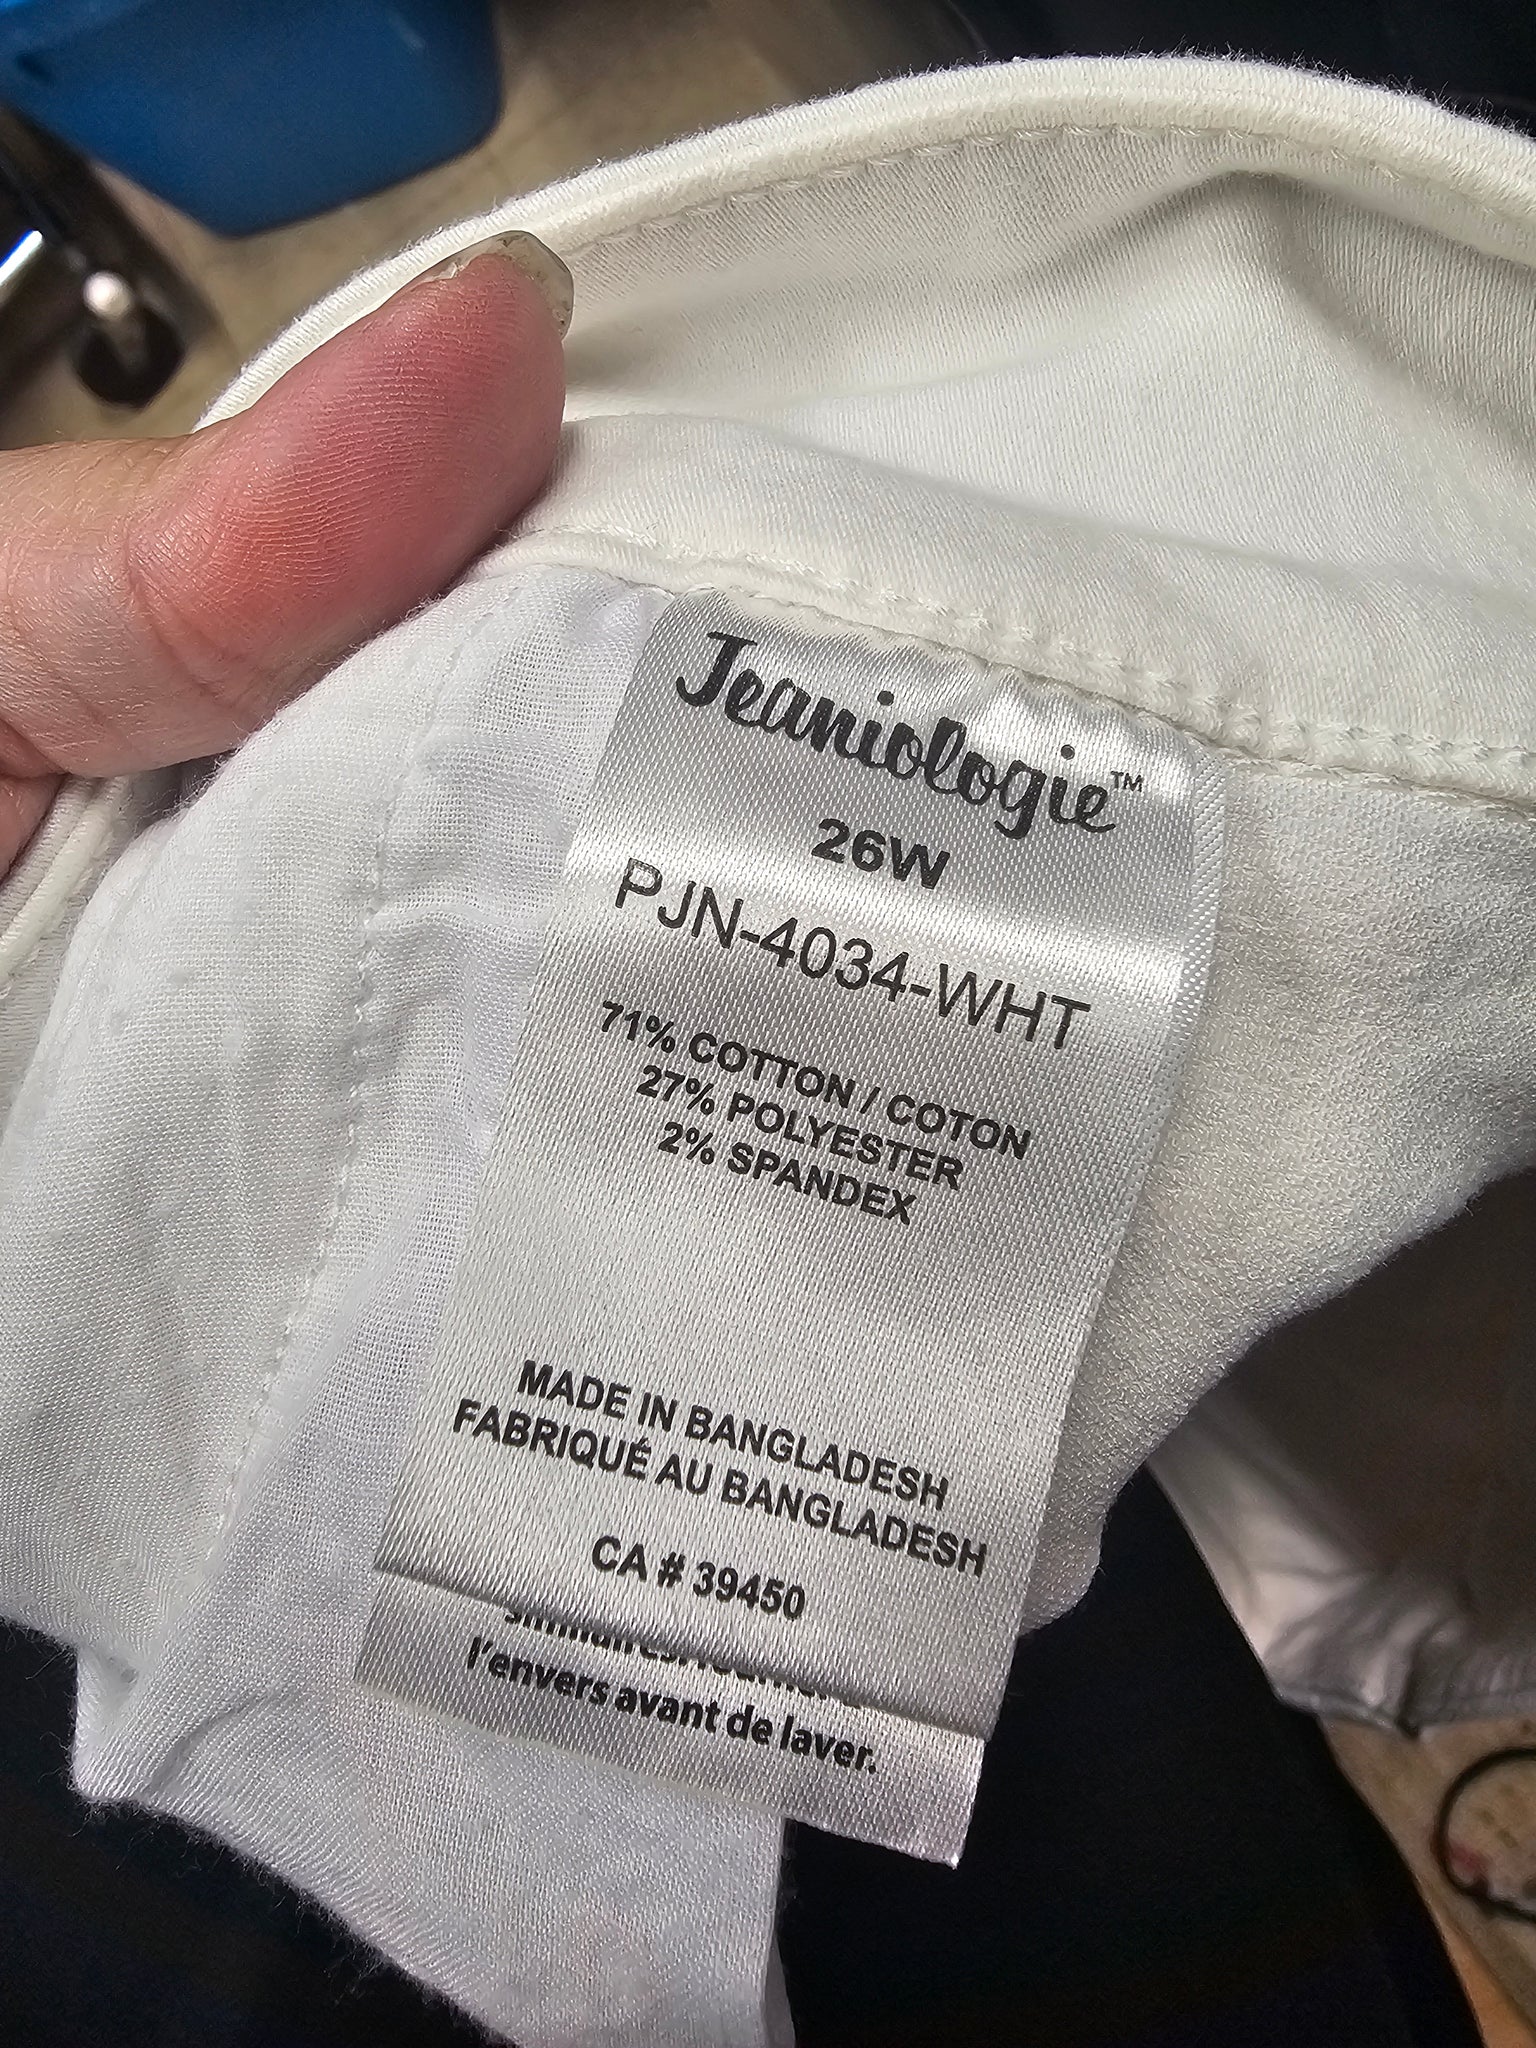 Jeaniologie™
26W
PJN-4034-WHT
71% COTTON / COTON
27% POLYESTER
2% SPANDEX
MADE IN BANGLADESH
FABRIQUÉ AU BANGLADESH
CA # 39450
l'envers avant de laver.